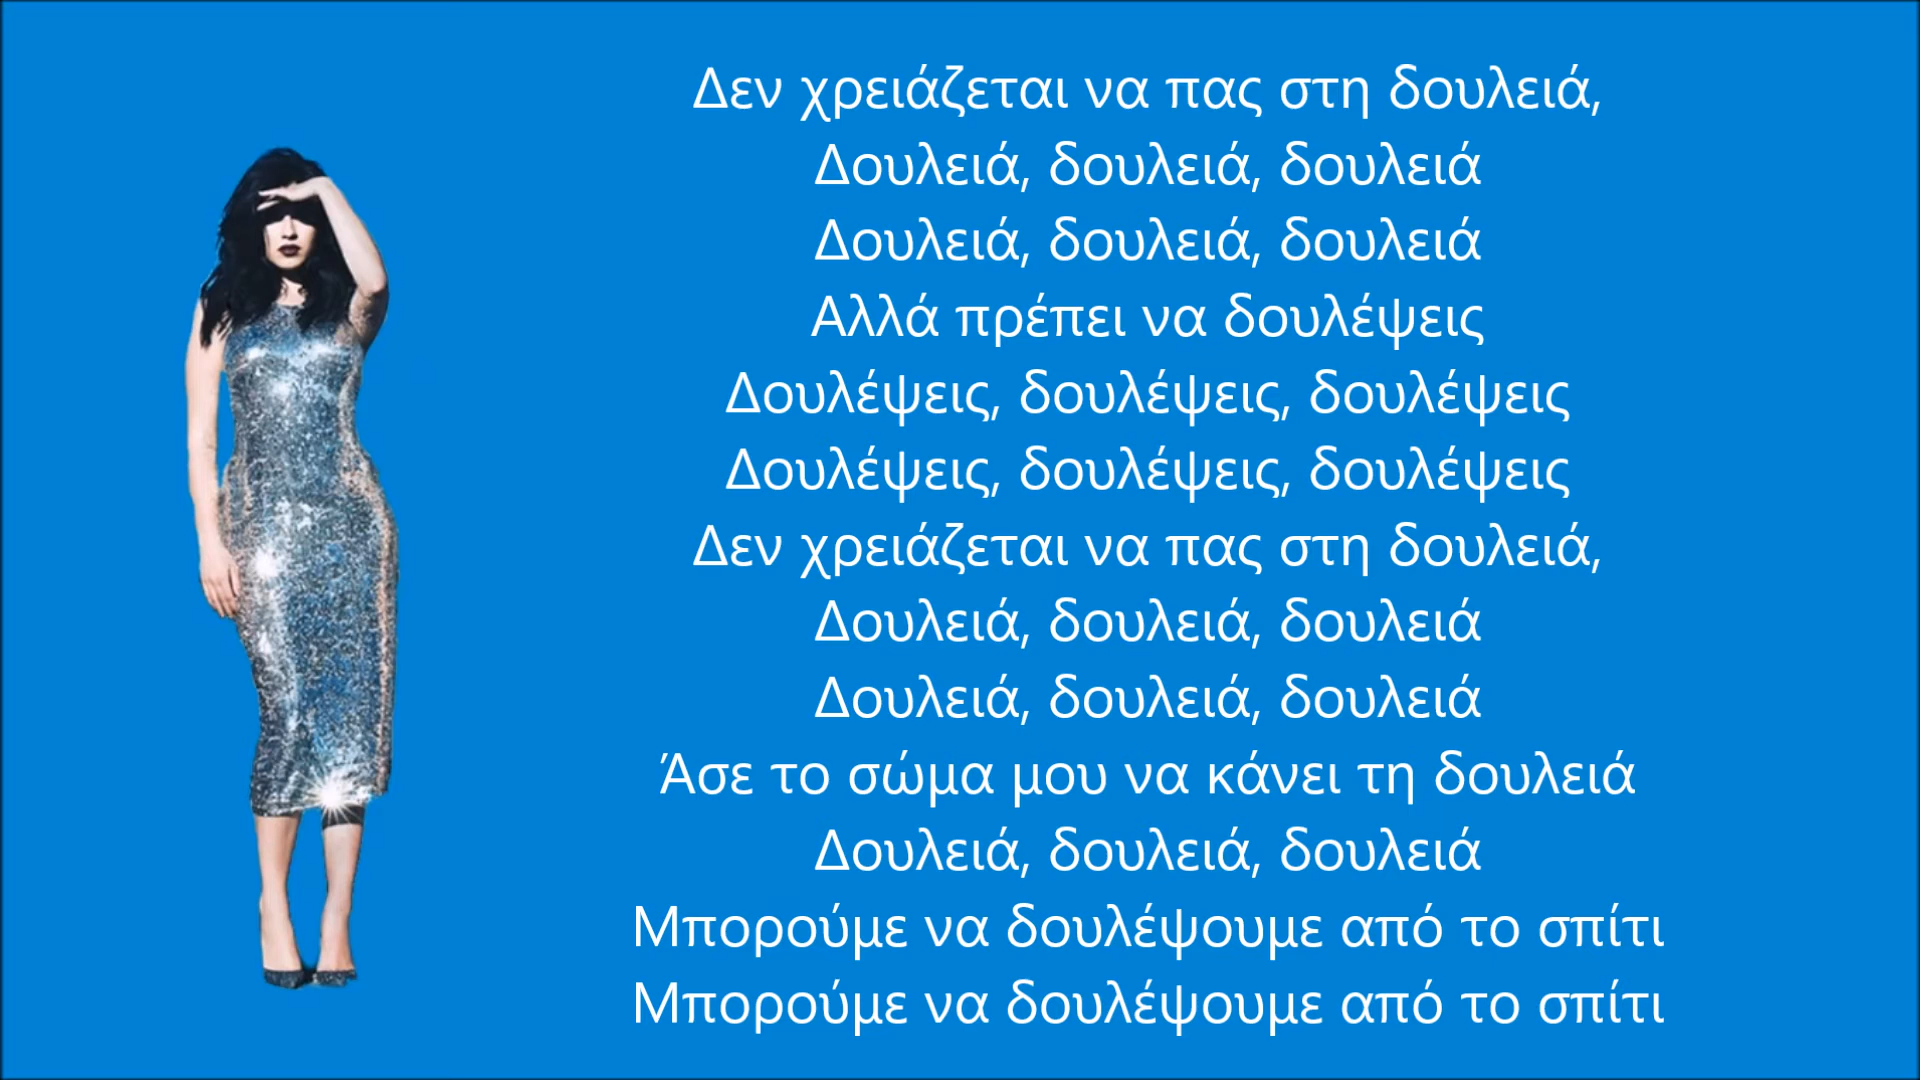 Δεν χρειάζεται να πας στη δουλειά,
Δουλειά, δουλειά, δουλειά
Δουλειά, δουλειά, δουλειά
Αλλά πρέπει να δουλέψεις
Δουλέψεις, δουλέψεις, δουλέψεις
Δουλέψεις, δουλέψεις, δουλέψεις
Δεν χρειάζεται να πας στη δουλειά,
Δουλειά, δουλειά, δουλειά
Δουλειά, δουλειά, δουλειά
Άσε το σώμα μου να κάνει τη δουλειά
Δουλειά, δουλειά, δουλειά
Μπορούμε να δουλέψουμε από το σπίτι
Μπορούμε να δουλέψουμε από το σπίτι